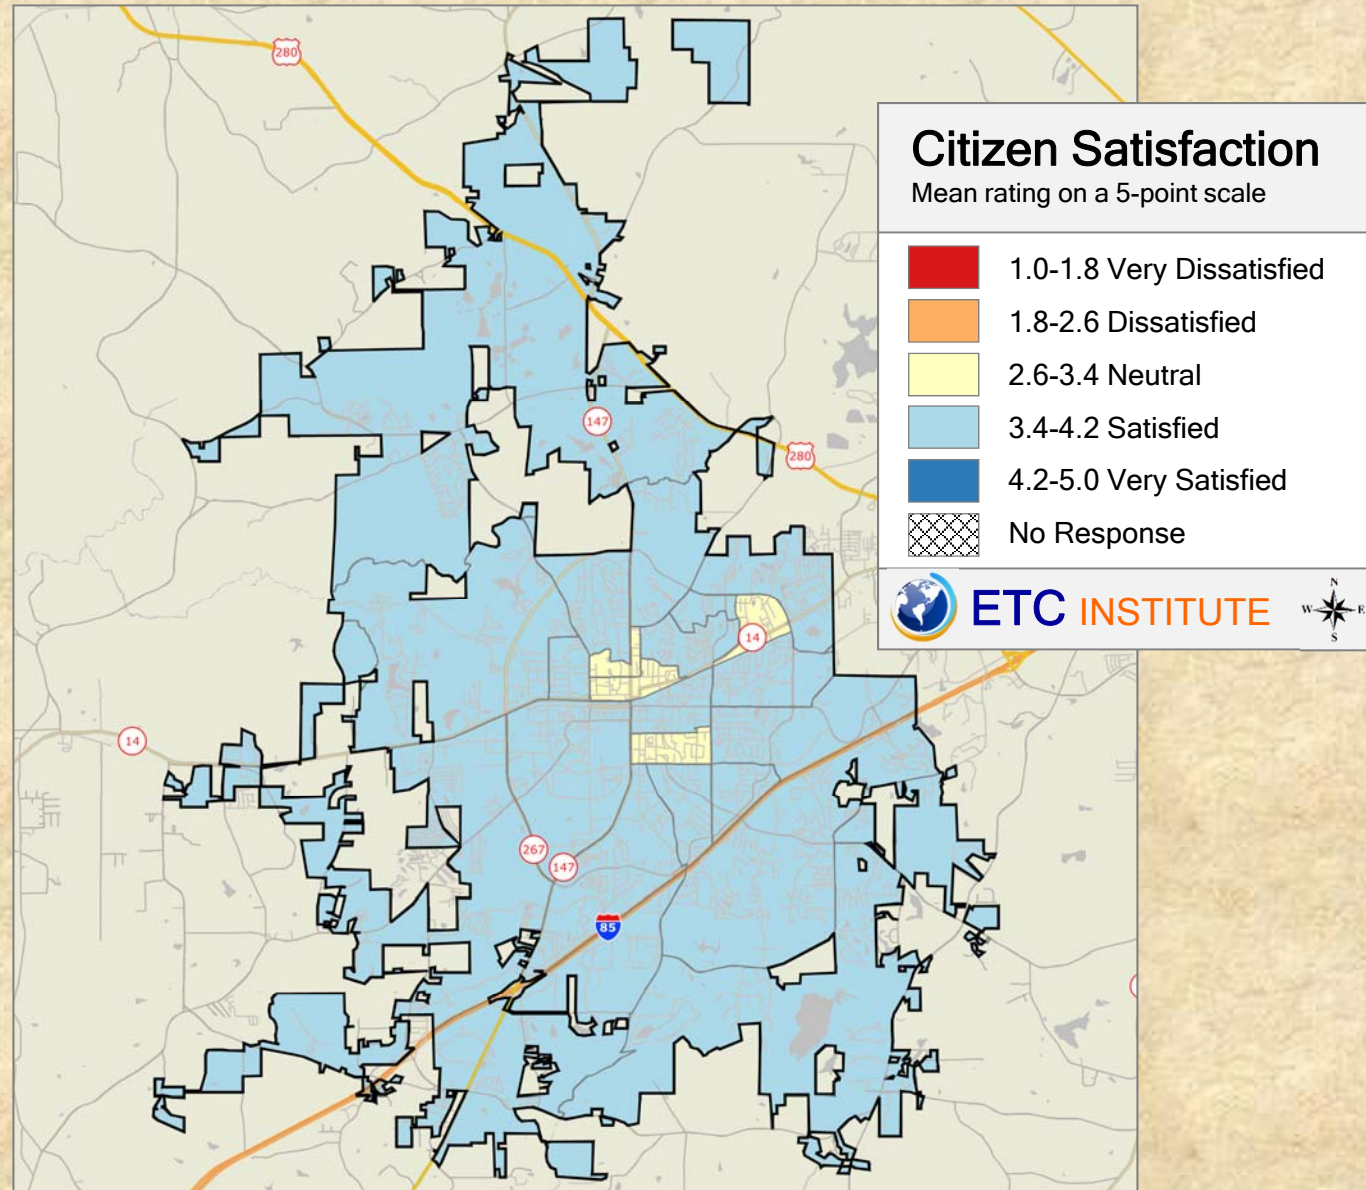 280
Citizen Satisfaction
Mean rating on a 5-point scale
1.0-1.8 Very Dissatisfied
1.8-2.6 Dissatisfied
2.6-3.4 Neutral
3.4-4.2 Satisfied
4.2-5.0 Very Satisfied
No Response
ETC INSTITUTE
N
W E
S
147
280
14
14
267
147
85